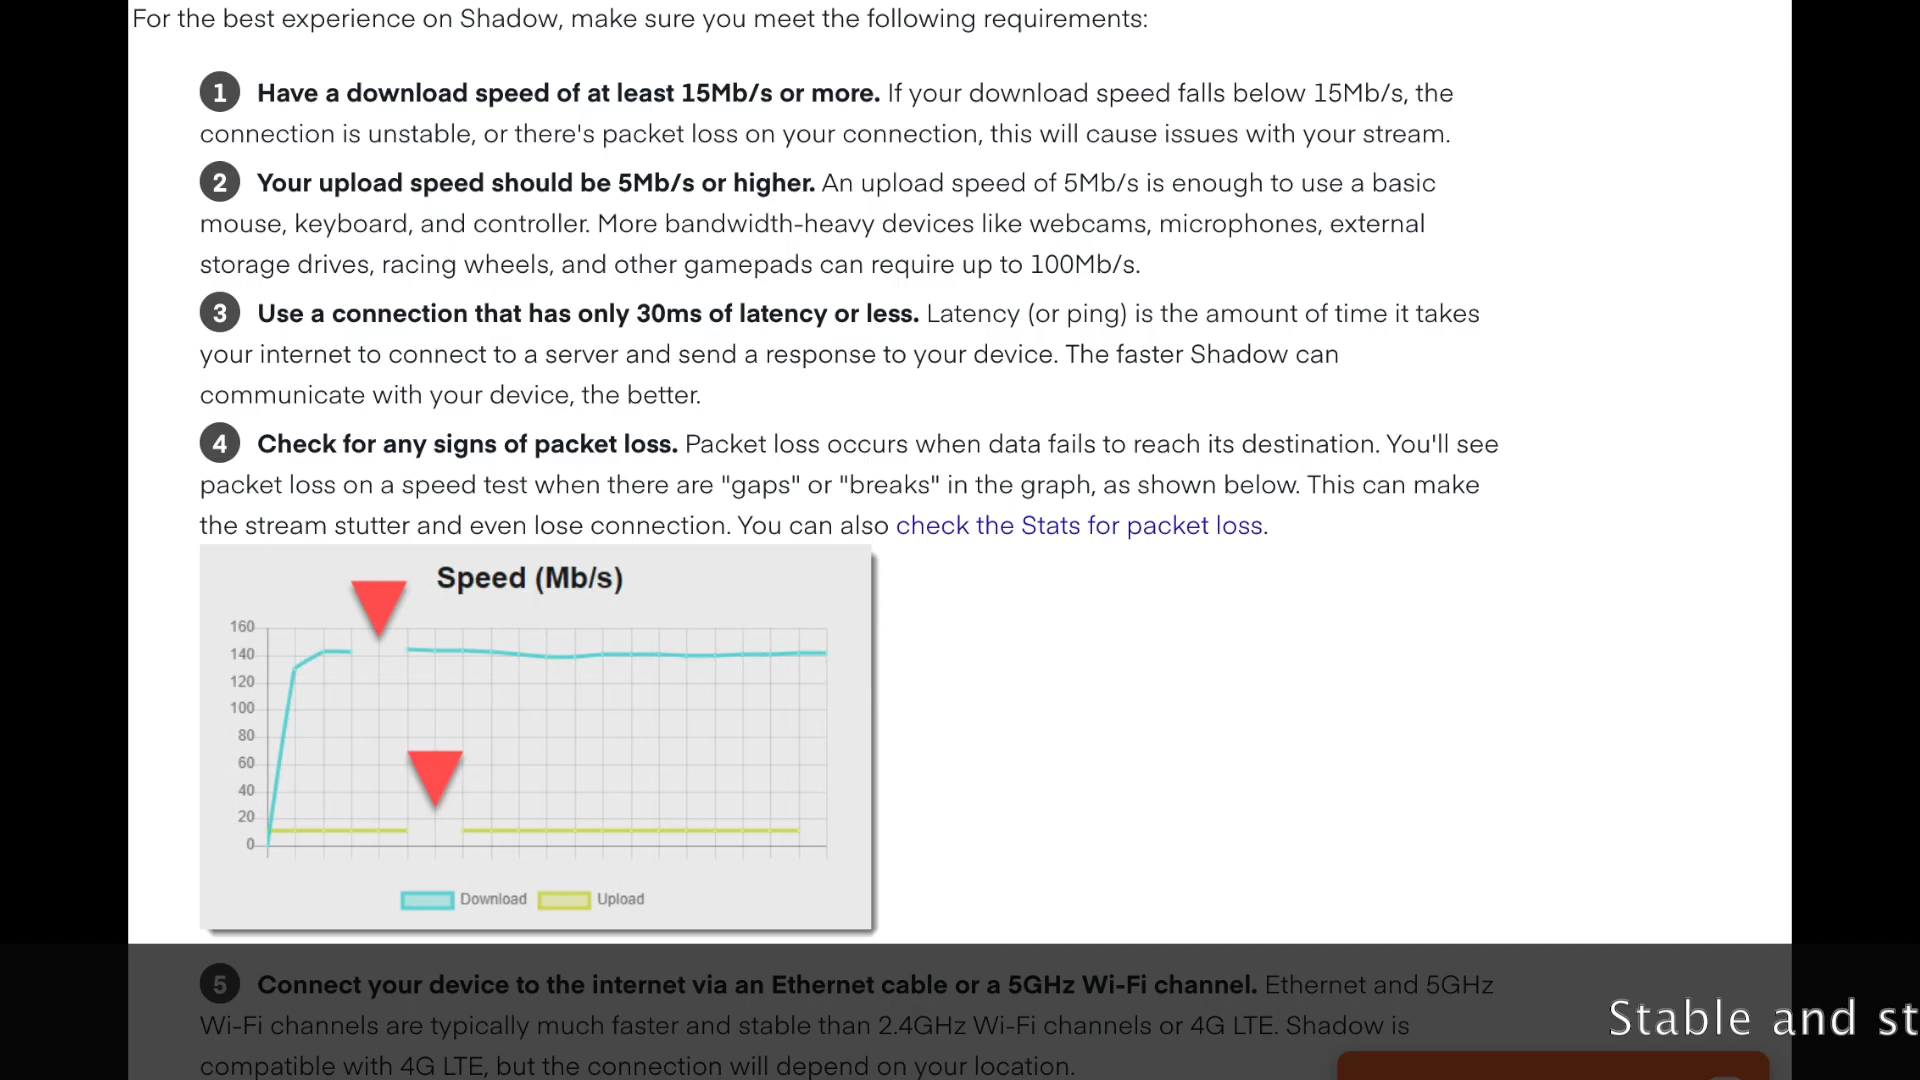 For the best experience on Shadow, make sure you meet the following requirements:
1 Have a download speed of at least 15Mb/s or more. If your download speed falls below 15Mb/s, the
connection is unstable, or there's packet loss on your connection, this will cause issues with your stream.
2 Your upload speed should be 5Mb/s or higher. An upload speed of 5Mb/s is enough to use a basic
mouse, keyboard, and controller. More bandwidth-heavy devices like webcams, microphones, external
storage drives, racing wheels, and other gamepads can require up to 100Mb/s.
3 Use a connection that has only 30ms of latency or less. Latency (or ping) is the amount of time it takes
your internet to connect to a server and send a response to your device. The faster Shadow can
communicate with your device, the better.
4 Check for any signs of packet loss. Packet loss occurs when data fails to reach its destination. You'll see
packet loss on a speed test when there are "gaps" or "breaks" in the graph, as shown below. This can make
the stream stutter and even lose connection. You can also check the Stats for packet loss.
Speed (Mb/s)
160
140
120
100
80
60
40
20
0
Download Upload
5 Connect your device to the internet via an Ethernet cable or a 5GHz Wi-Fi channel. Ethernet and 5GHz
Wi-Fi channels are typically much faster and stable than 2.4GHz Wi-Fi channels or 4G LTE. Shadow is
compatible with 4G LTE, but the connection will depend on your location.
Stable and st